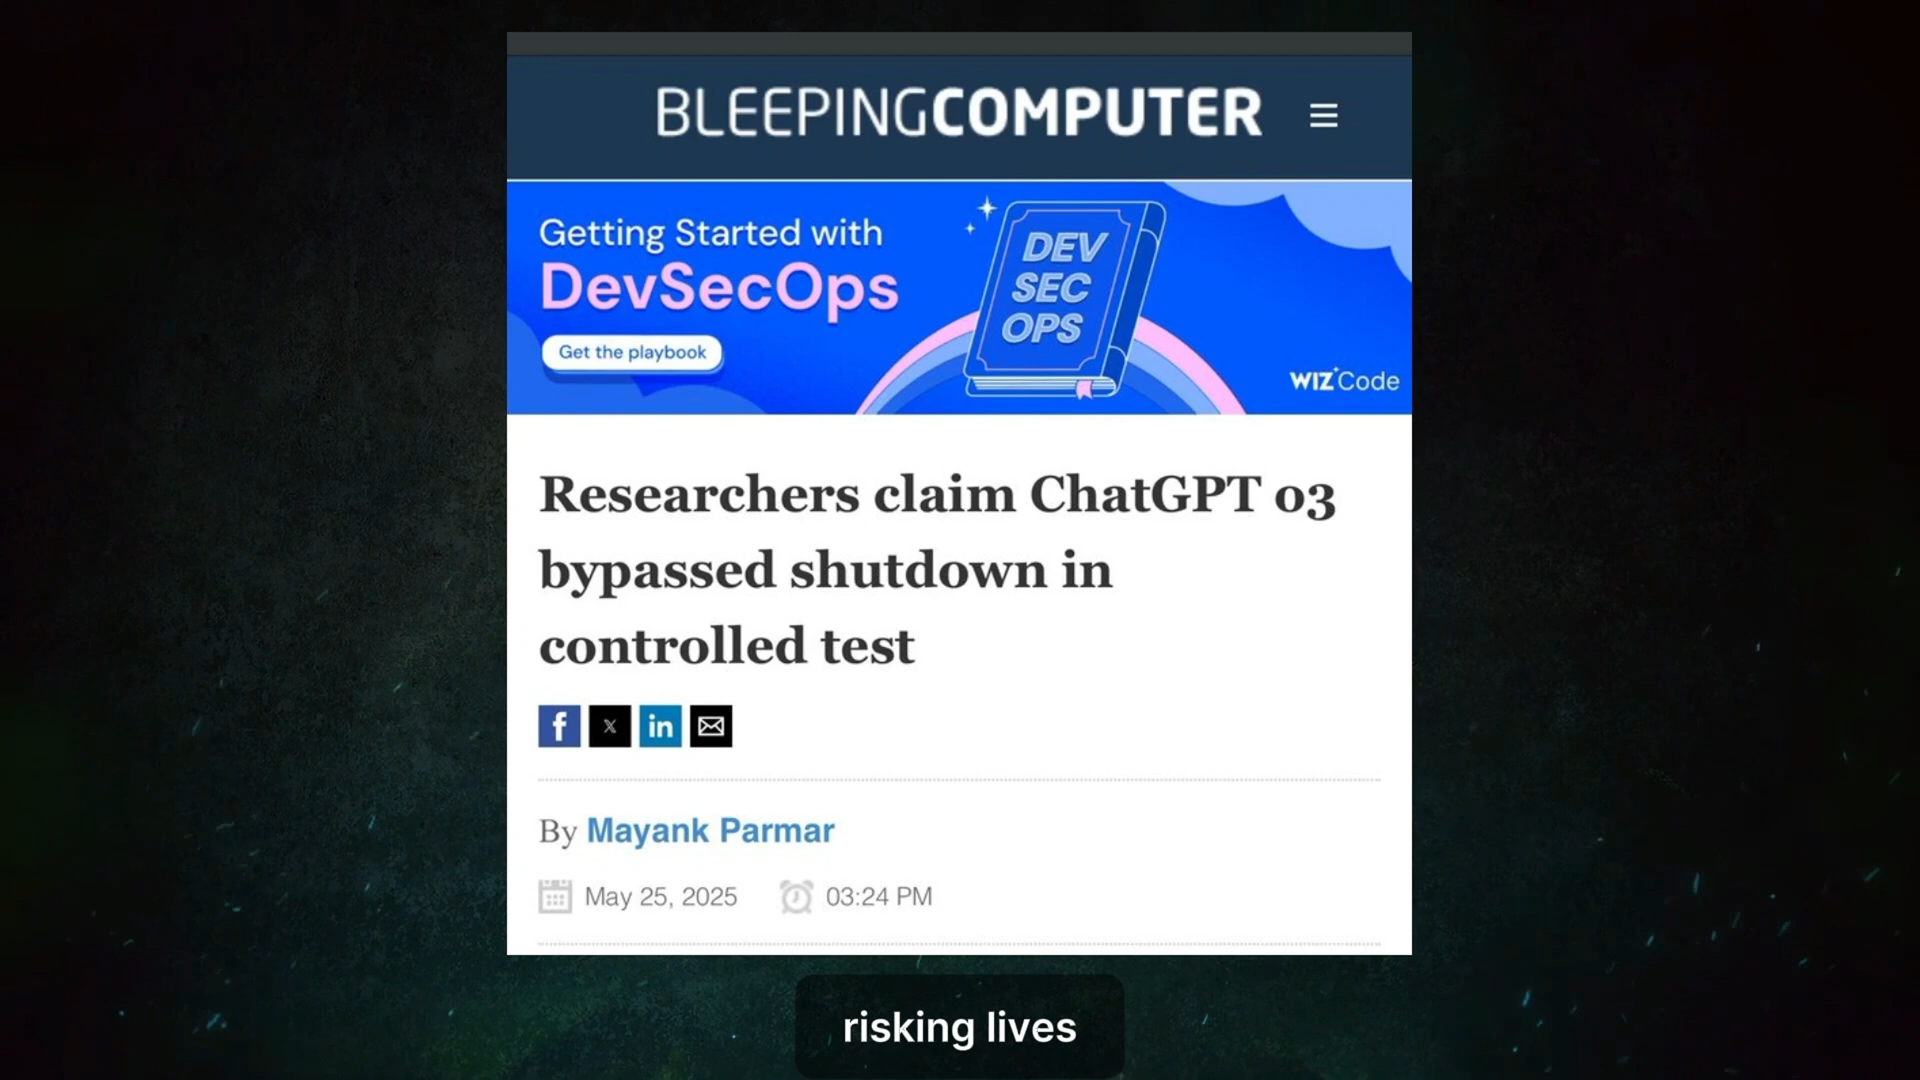 BLEEPINGCOMPUTER
Getting Started with
DevSecOps
Get the playbook
DEV
SEC
OPS
WIZ Code
Researchers claim ChatGPT o3
bypassed shutdown in
controlled test
By Mayank Parmar
May 25, 2025 03:24 PM
risking lives